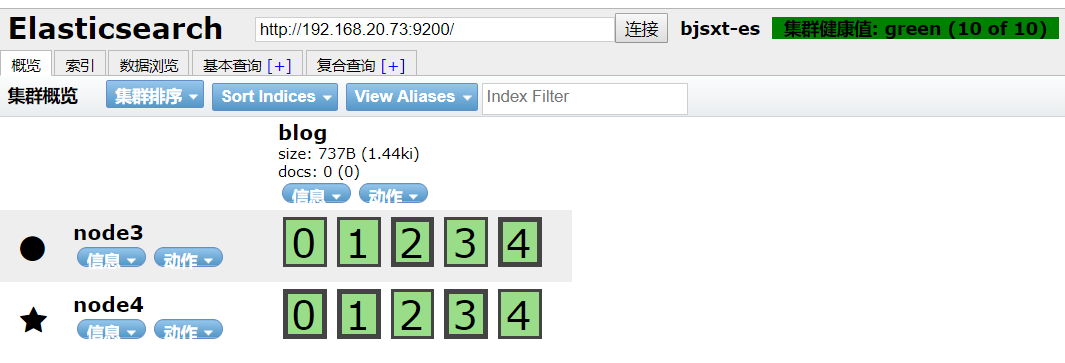 Elasticsearch http://192.168.20.73:9200/ 连接 bjsxt-es 集群健康值: green (10 of 10)
概览 索引 数据浏览 基本查询 [+] 复合查询 [+]
集群概览 集群排序 Sort Indices View Aliases Index Filter
blog
size: 737B (1.44ki)
docs: 0 (0)
信息 动作
node3 0 1 2 3 4
信息 动作
node4 0 1 2 3 4
信息 动作